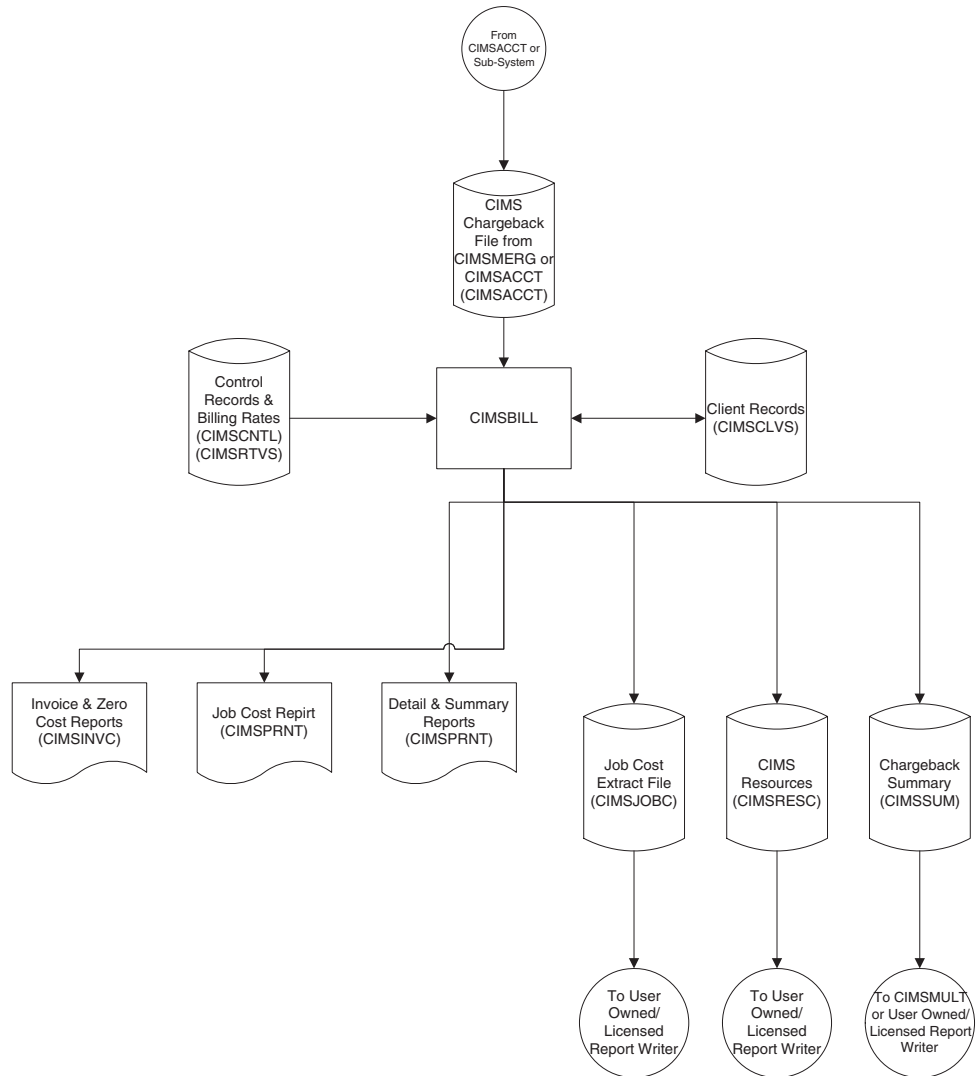 From
CIMSACCT or
Sub-System
CIMS
Chargeback
File from
CIMSMERG or
CIMSACCT
(CIMSACCT)
Control
Records &
Billing Rates
(CIMSCNTL)
(CIMSRTVS)
CIMSBILL
Client Records
(CIMSCLVS)
Invoice & Zero
Cost Reports
(CIMSINVC)
Job Cost Repirt
(CIMSPRNT)
Detail & Summary
Reports
(CIMSPRNT)
Job Cost
Extract File
(CIMSJOBC)
CIMS
Resources
(CIMSRESC)
Chargeback
Summary
(CIMSSUM)
To User
Owned/
Licensed
Report Writer
To User
Owned/
Licensed
Report Writer
To CIMSMULT
or User Owned/
Licensed Report
Writer